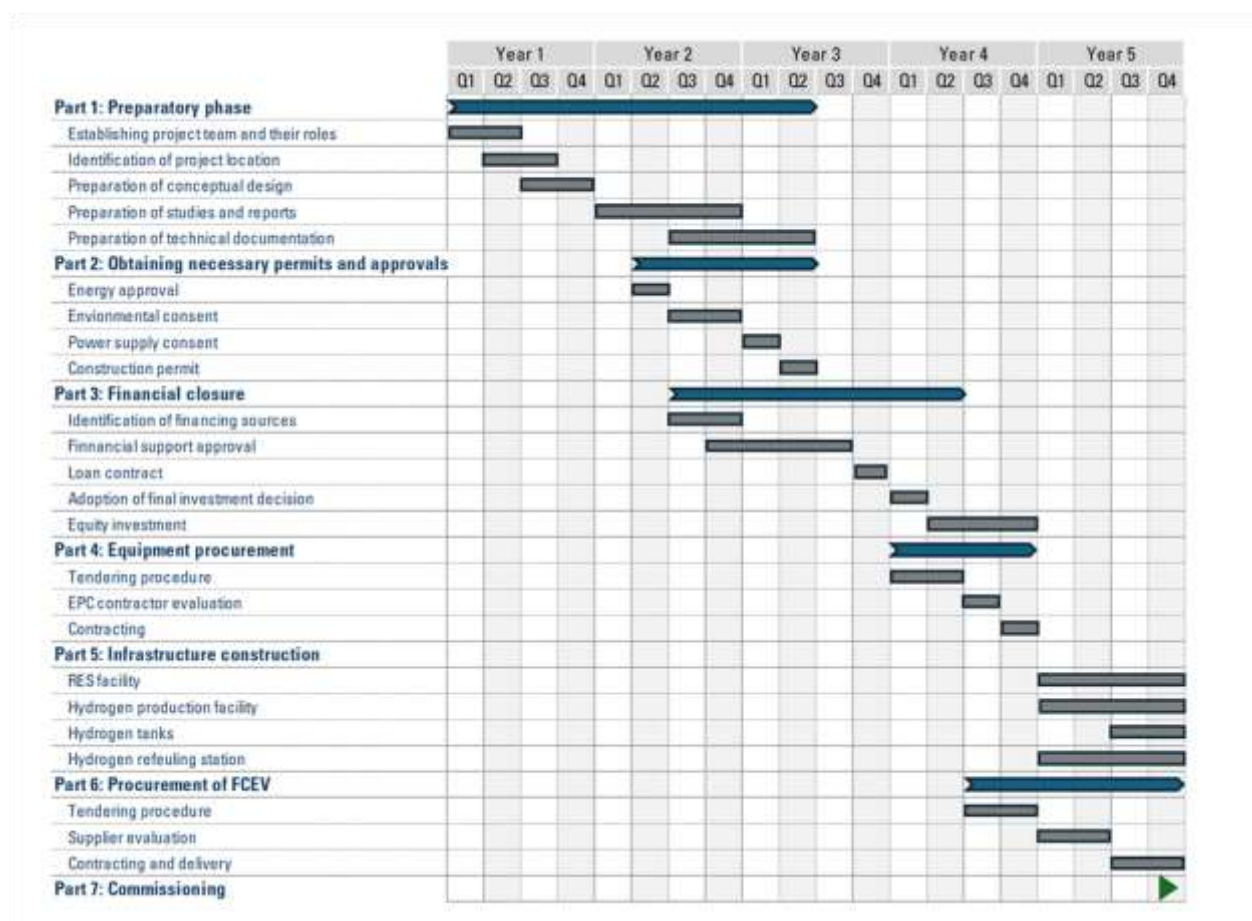 Year 1 Year 2 Year 3 Year 4 Year 5
Q1 Q2 Q3 Q4 Q1 Q2 Q3 Q4 Q1 Q2 Q3 Q4 Q1 Q2 Q3 Q4 Q1 Q2 Q3 Q4
Part 1: Preparatory phase
Establishing project team and their roles
Identification of project location
Preparation of conceptual design
Preparation of studies and reports
Preparation of technical documentation
Part 2: Obtaining necessary permits and approvals
Energy approval
Envionmental consent
Power supply consent
Construction permit
Part 3: Financial closure
Identification of financing sources
Finnancial support approval
Loan contract
Adoption of final investment decision
Equity investment
Part 4: Equipment procurement
Tendering procedure
EPC contractor evaluation
Contracting
Part 5: Infrastructure construction
RES facility
Hydrogen production facility
Hydrogen tanks
Hydrogen refeuling station
Part 6: Procurement of FCEV
Tendering procedure
Supplier evaluation
Contracting and delivery
Part 7: Commissioning